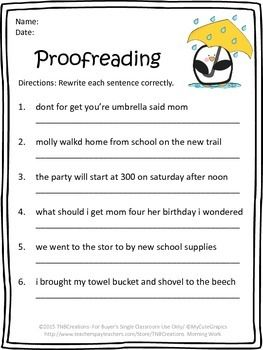 Name:
Date:
Proofreading
Directions: Rewrite each sentence correctly.
1. dont for get you're umbrella said mom
2. molly walkd home from school on the new trail
3. the party will start at 300 on saturday after noon
4. what should i get mom four her birthday i wondered
5. we went to the stor to by new school supplies
6. i brought my towel bucket and shovel to the beech
©2015 TNBCreations- For Buyer's Single Classroom Use Only/ ©MyCuteGrapics
https://www.teacherspayteachers.com/Store/TNBCreations Morning Work